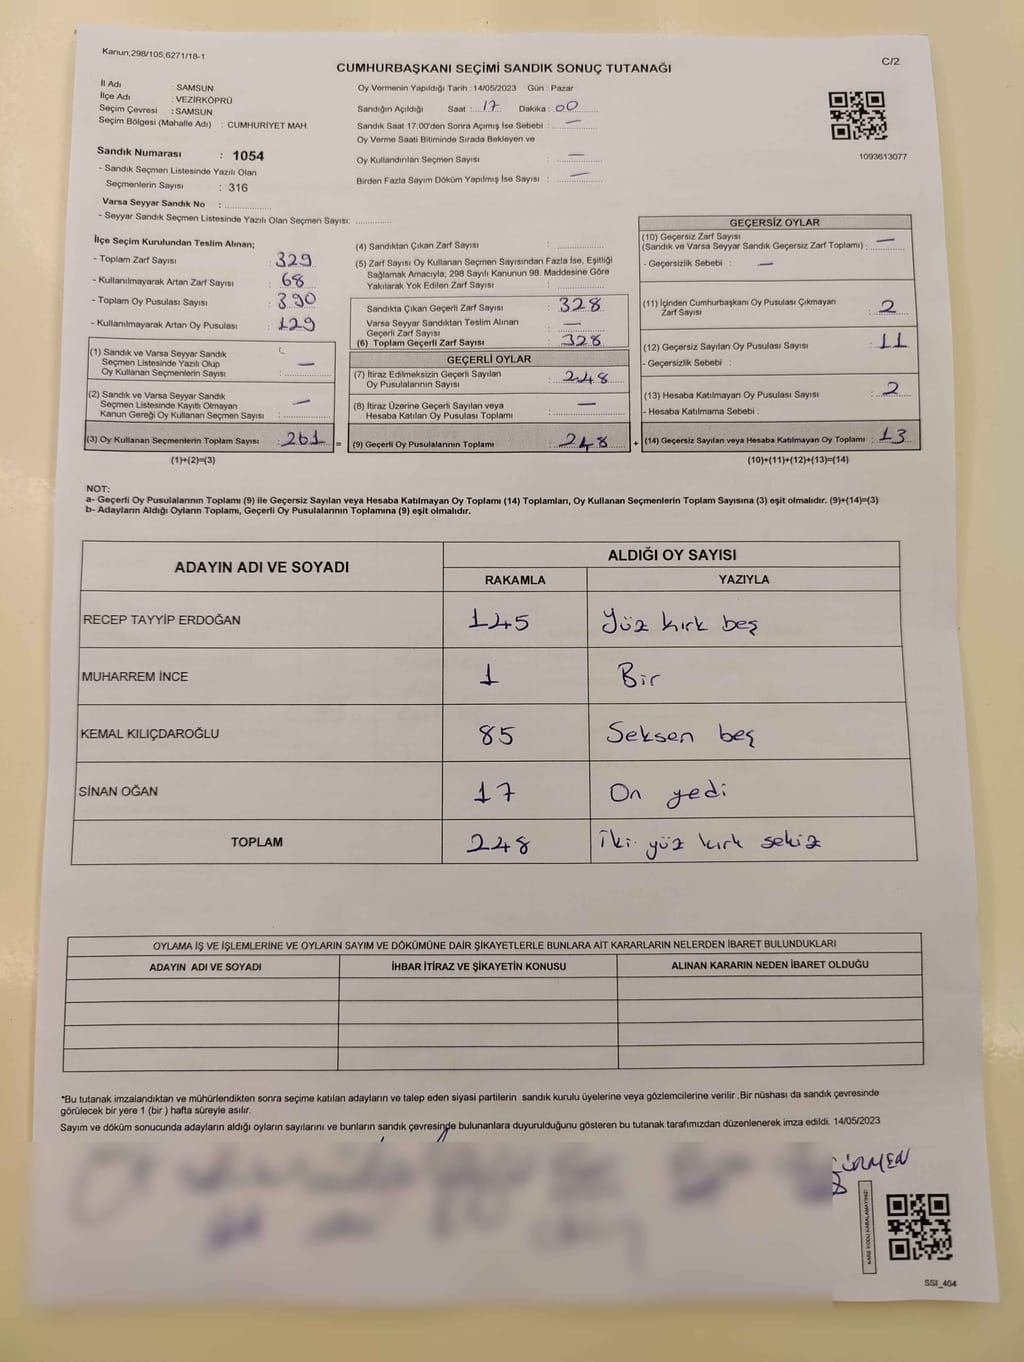 Kanun;298/105;6271/18-1
C/2
CUMHURBAŞKANI SEÇİMİ SANDIK SONUÇ TUTANAĞI
İl Adı : SAMSUN
İlçe Adı : VEZİRKÖPRÜ
Seçim Çevresi : SAMSUN
Seçim Bölgesi (Mahalle Adı) : CUMHURİYET MAH.
Sandık Numarası : 1054
- Sandık Seçmen Listesinde Yazılı Olan
Seçmenlerin Sayısı : 316
Varsa Seyyar Sandık No :
- Seyyar Sandık Seçmen Listesinde Yazılı Olan Seçmen Sayısı:
Oy Vermenin Yapıldığı Tarih : 14/05/2023 Gün : Pazar
Sandığın Açıldığı Saat : 17 Dakika : 00
Sandık Saat 17:00'den Sonra Açımış İse Sebebi : —
Oy Verme Saati Bitiminde Sırada Bekleyen ve
Oy Kullandırılan Seçmen Sayısı : —
Birden Fazla Sayım Döküm Yapılmış İse Sayısı : —
1093613077
İlçe Seçim Kurulundan Teslim Alınan;
- Toplam Zarf Sayısı : 329
- Kullanılmayarak Artan Zarf Sayısı : 68
- Toplam Oy Pusulası Sayısı : 390
- Kullanılmayarak Artan Oy Pusulası : 129
(1) Sandık ve Varsa Seyyar Sandık
Seçmen Listesinde Yazılı Olup
Oy Kullanan Seçmenlerin Sayısı : —
(2) Sandık ve Varsa Seyyar Sandık
Seçmen Listesinde Kayıtlı Olmayan
Kanun Gereği Oy Kullanan Seçmen Sayısı : —
(3) Oy Kullanan Seçmenlerin Toplam Sayısı : 261 =
(1)+(2)=(3)
(4) Sandıktan Çıkan Zarf Sayısı :
(5) Zarf Sayısı Oy Kullanan Seçmen Sayısından Fazla İse, Eşitliği
Sağlamak Amacıyla; 298 Sayılı Kanunun 98. Maddesine Göre
Yakılarak Yok Edilen Zarf Sayısı :
Sandıkta Çıkan Geçerli Zarf Sayısı : 328
Varsa Seyyar Sandıktan Teslim Alınan
Geçerli Zarf Sayısı : —
(6) Toplam Geçerli Zarf Sayısı : 328
GEÇERLİ OYLAR
(7) İtiraz Edilmeksizin Geçerli Sayılan
Oy Pusulalarının Sayısı : 248
(8) İtiraz Üzerine Geçerli Sayılan veya
Hesaba Katılan Oy Pusulası Toplamı : —
(9) Geçerli Oy Pusulalarının Toplamı : 248 +
GEÇERSİZ OYLAR
(10) Geçersiz Zarf Sayısı
(Sandık ve Varsa Seyyar Sandık Geçersiz Zarf Toplamı) : —
- Geçersizlik Sebebi : —
(11) İçinden Cumhurbaşkanı Oy Pusulası Çıkmayan
Zarf Sayısı : 2
(12) Geçersiz Sayılan Oy Pusulası Sayısı : 11
- Geçersizlik Sebebi :
(13) Hesaba Katılmayan Oy Pusulası Sayısı : 2
- Hesaba Katılmama Sebebi :
(14) Geçersiz Sayılan veya Hesaba Katılmayan Oy Toplamı : 13
(10)+(11)+(12)+(13)=(14)
NOT:
a- Geçerli Oy Pusulalarının Toplamı (9) ile Geçersiz Sayılan veya Hesaba Katılmayan Oy Toplamı (14) Toplamları, Oy Kullanan Seçmenlerin Toplam Sayısına (3) eşit olmalıdır. (9)+(14)=(3)
b- Adayların Aldığı Oyların Toplamı, Geçerli Oy Pusulalarının Toplamına (9) eşit olmalıdır.
ADAYIN ADI VE SOYADI
ALDIĞI OY SAYISI
RAKAMLA YAZIYLA
RECEP TAYYİP ERDOĞAN 145 Yüz kırk beş
MUHARREM İNCE 1 Bir
KEMAL KILIÇDAROĞLU 85 Seksen beş
SİNAN OĞAN 17 On yedi
TOPLAM 248 İki yüz kırk sekiz
OYLAMA İŞ VE İŞLEMLERİNE VE OYLARIN SAYIM VE DÖKÜMÜNE DAİR ŞİKAYETLERLE BUNLARA AİT KARARLARIN NELERDEN İBARET BULUNDUKLARI
ADAYIN ADI VE SOYADI İHBAR İTİRAZ VE ŞİKAYETİN KONUSU ALINAN KARARIN NEDEN İBARET OLDUĞU
*Bu tutanak imzalandıktan ve mühürlendikten sonra seçime katılan adayların ve talep eden siyasi partilerin sandık kurulu üyelerine veya gözlemcilerine verilir .Bir nüshası da sandık çevresinde
görülecek bir yere 1 (bir ) hafta süreyle asılır.
Sayım ve döküm sonucunda adayların aldığı oyların sayılarını ve bunların sandık çevresinde bulunanlara duyurulduğunu gösteren bu tutanak tarafımızdan düzenlenerek imza edildi. 14/05/2023
KARE KODU KARALAMAYINIZ!
SSI_404